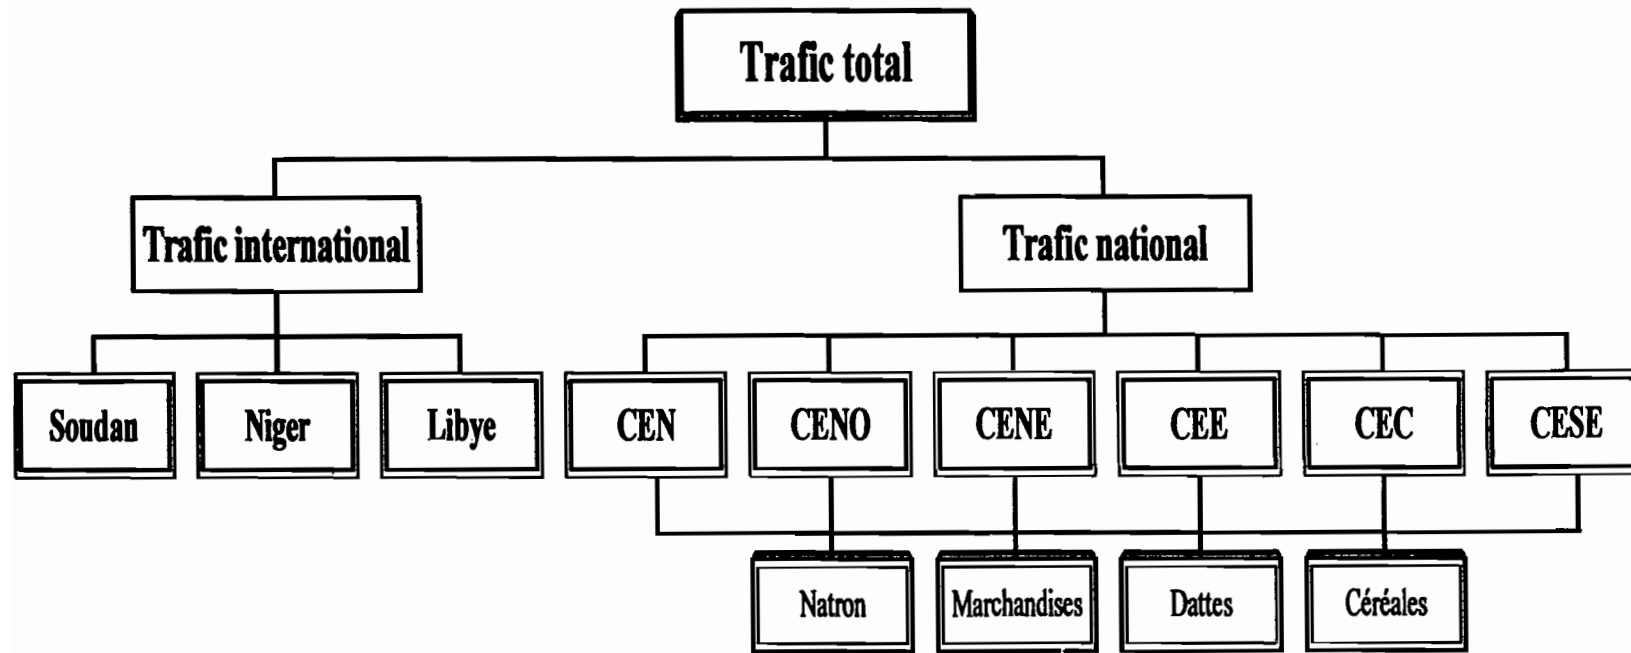 Trafic total
Trafic international
Trafic national
Soudan
Niger
Libye
CEN
CENO
CENE
CEE
CEC
CESE
Natron
Marchandises
Dattes
Céréales